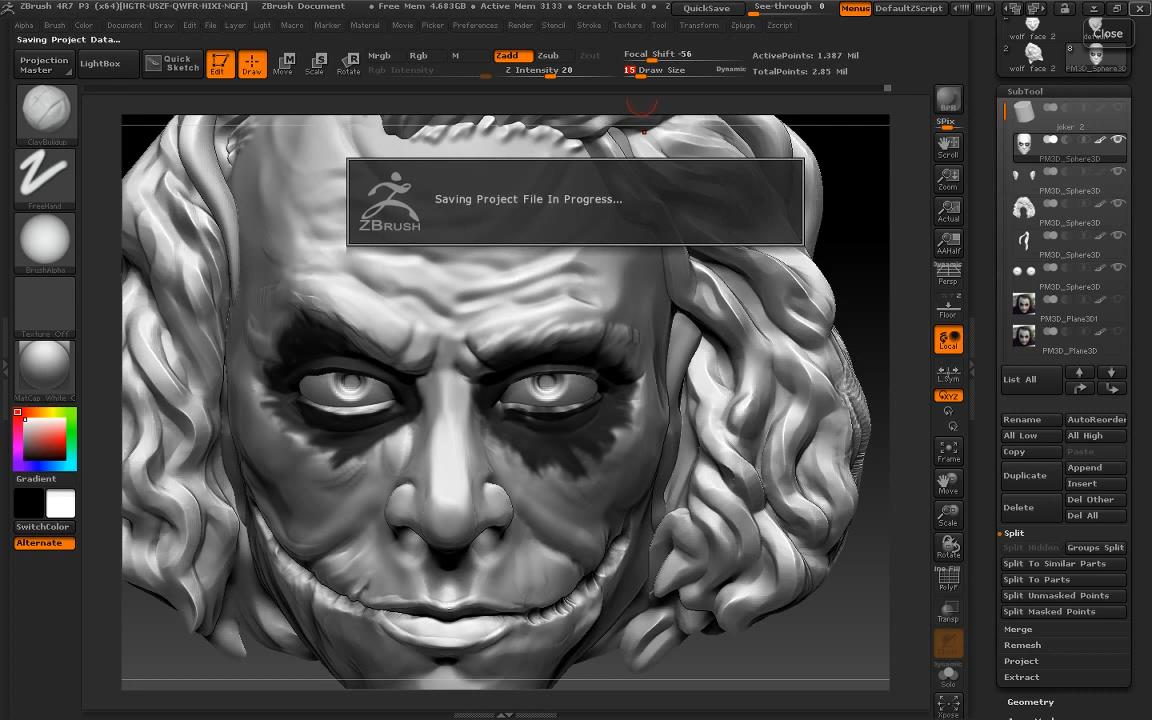 ZBrush 4R7 P3 (x64)[HGTR-USZF-QWFR-HIXI-NGFI] ZBrush Document ● Free Mem 4.683GB ● Active Mem 3133 ● Scratch Disk 0 ● QuickSave See-through 0 Menus DefaultZScript
Alpha Brush Color Document Draw Edit File Layer Light Macro Marker Material Movie Picker Preferences Render Stencil Stroke Texture Tool Transform Zplugin Zscript
Close
Saving Project Data...
wolf face 2
Projection Master
LightBox
Quick Sketch
Edit
Draw
Move
Scale
Rotate
Mrgb Rgb M
Rgb Intensity
Zadd Zsub Zcut
Z Intensity 20
Focal Shift -56
15 Draw Size Dynamic
ActivePoints: 1.387 Mil
TotalPoints: 2.85 Mil
2
8
wolf face 2
PM3D_Sphere3D
ClayBuildup
FreeHand
BrushAlpha
Texture Off
MatCap White C
Gradient
SwitchColor
Alternate
Saving Project File In Progress...
ZBRUSH
BPR
SPix
Scroll
Zoom
Actual
AAHalf
Dynamic
Persp
Floor
Local
L.Sym
XYZ
Frame
Move
Scale
Rotate
PolyF
Transp
Dynamic
Solo
Xpose
SubTool
joker 2
PM3D_Sphere3D
PM3D_Sphere3D
PM3D_Sphere3D
PM3D_Sphere3D
PM3D_Sphere3D
PM3D_Plane3D1
PM3D_Plane3D
List All
Rename AutoReorder
All Low All High
Copy Paste
Duplicate
Append
Insert
Delete
Del Other
Del All
Split
Split Hidden Groups Split
Split To Similar Parts
Split To Parts
Split Unmasked Points
Split Masked Points
Merge
Remesh
Project
Extract
Geometry